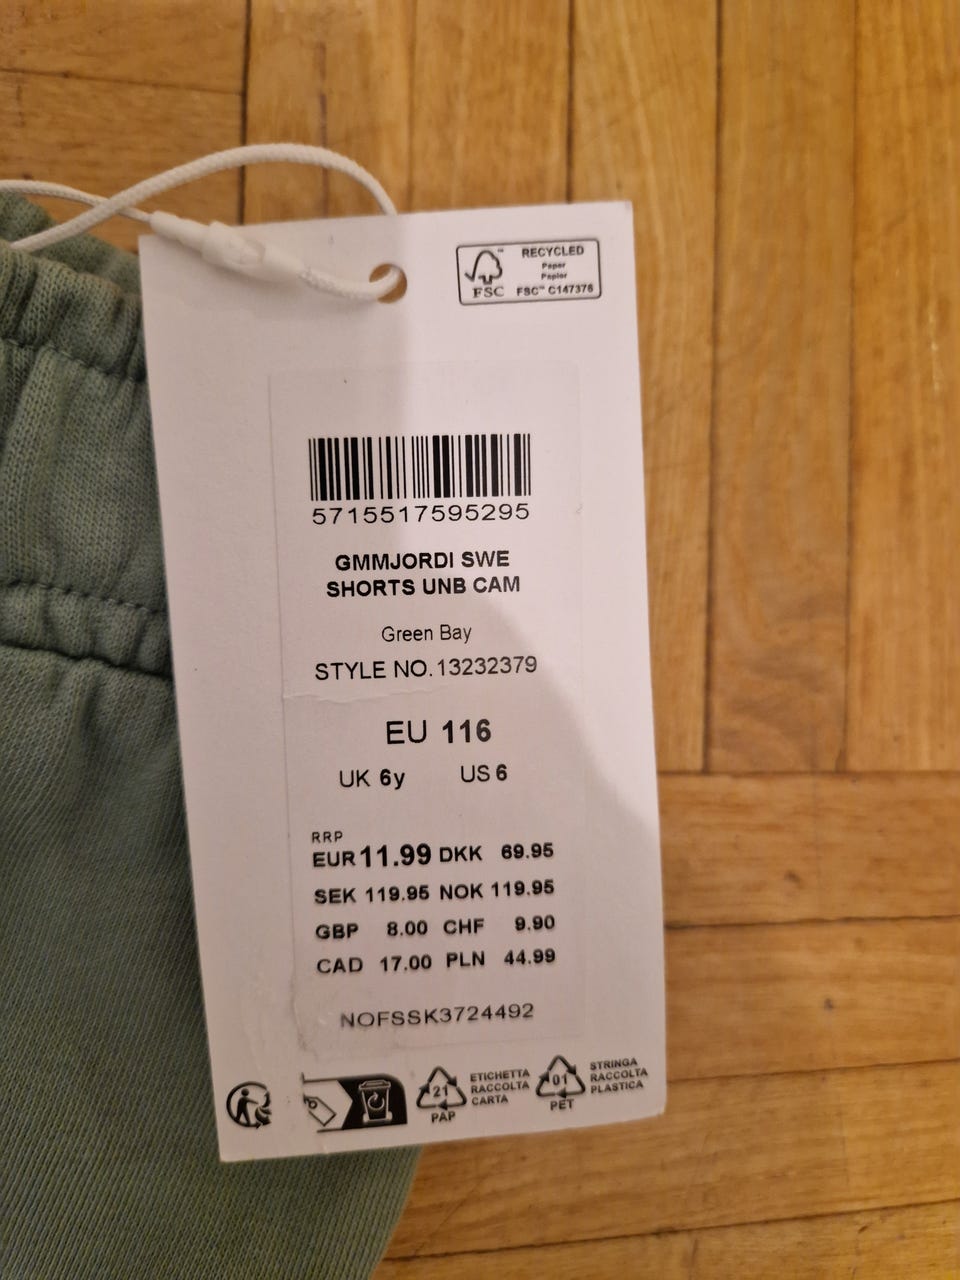 RECYCLED
Paper
Papier
FSC™ C147376
FSC
5715517595295
GMMJORDI SWE
SHORTS UNB CAM
Green Bay
STYLE NO. 13232379
EU 116
UK 6y US 6
RRP
EUR 11.99 DKK 69.95
SEK 119.95 NOK 119.95
GBP 8.00 CHF 9.90
CAD 17.00 PLN 44.99
NOFSSK3724492
21
PAP
ETICHETTA
RACCOLTA
CARTA
01
PET
STRINGA
RACCOLTA
PLASTICA